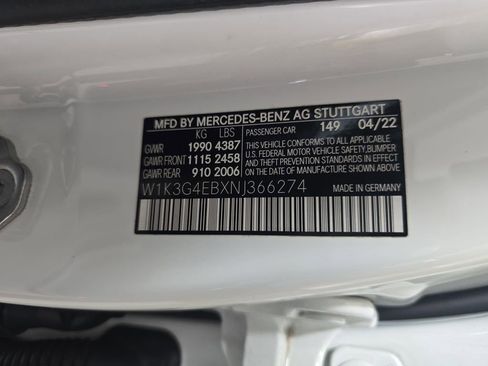 MFD BY MERCEDES-BENZ AG STUTTGART
KG LBS PASSENGER CAR 149 04/22
GVWR 1990 4387 THIS VEHICLE CONFORMS TO ALL APPLICABLE
GAWR FRONT 1115 2458 U.S. FEDERAL MOTOR VEHICLE SAFETY, BUMPER
AND THEFT PREVENTION STANDARDS IN EFFECT
GAWR REAR 910 2006 ON THE DATE OF MANUFACTURE SHOWN ABOVE
W1K3G4EBXNJ366274 MADE IN GERMANY